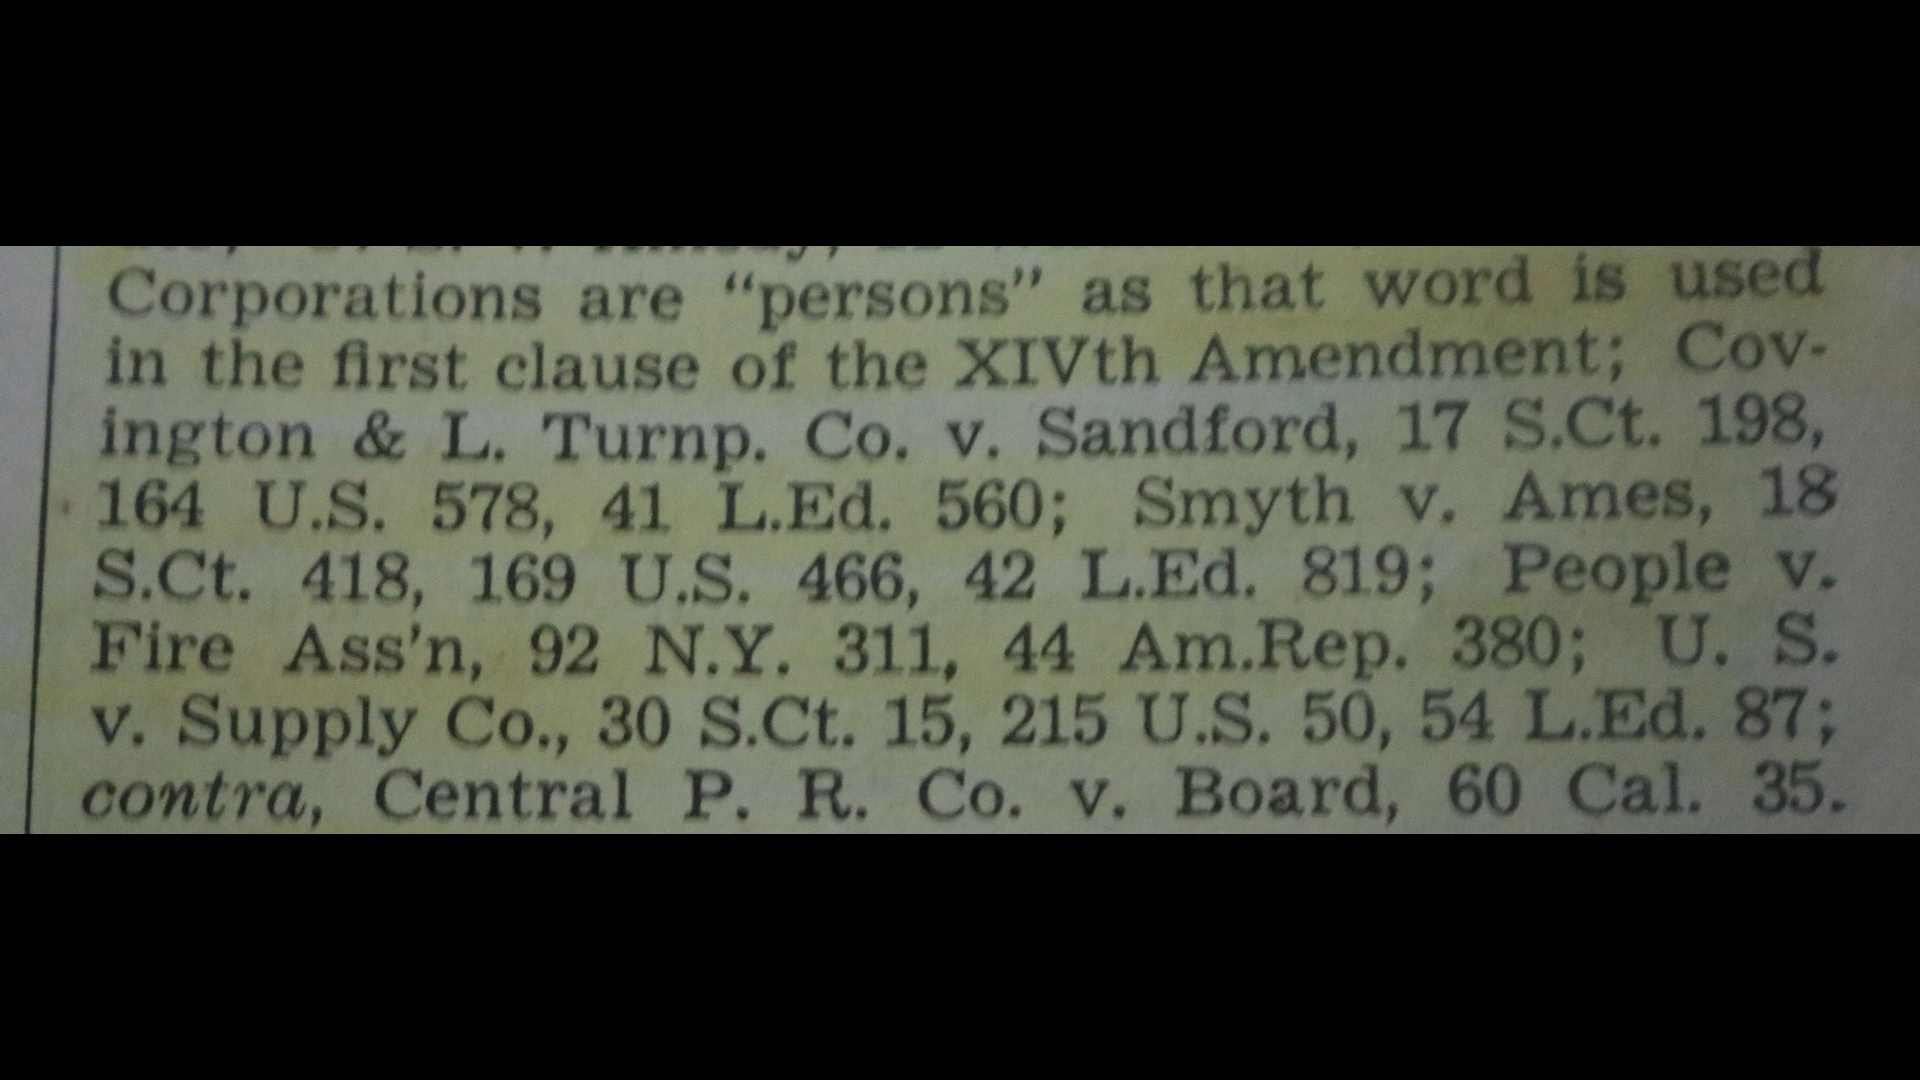 Corporations are “persons” as that word is used
in the first clause of the XIVth Amendment; Cov-
ington & L. Turnp. Co. v. Sandford, 17 S.Ct. 198,
164 U.S. 578, 41 L.Ed. 560; Smyth v. Ames, 18
S.Ct. 418, 169 U.S. 466, 42 L.Ed. 819; People v.
Fire Ass’n, 92 N.Y. 311, 44 Am.Rep. 380; U. S.
v. Supply Co., 30 S.Ct. 15, 215 U.S. 50, 54 L.Ed. 87;
contra, Central P. R. Co. v. Board, 60 Cal. 35.